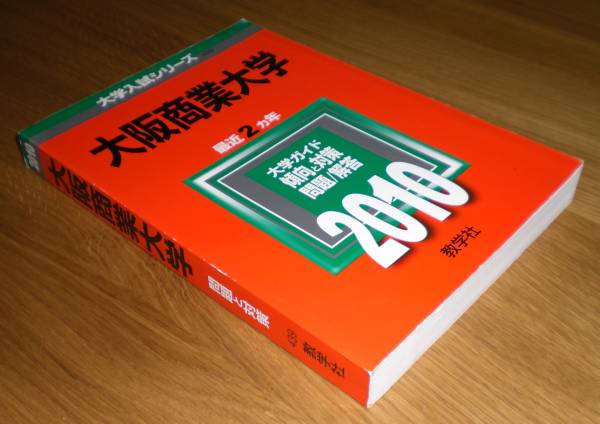 大学入試シリーズ
大阪商業大学
最近2カ年
大学ガイド
傾向と対策
問題/解答
2010
教学社
大阪商業大学
問題と対策
教学社